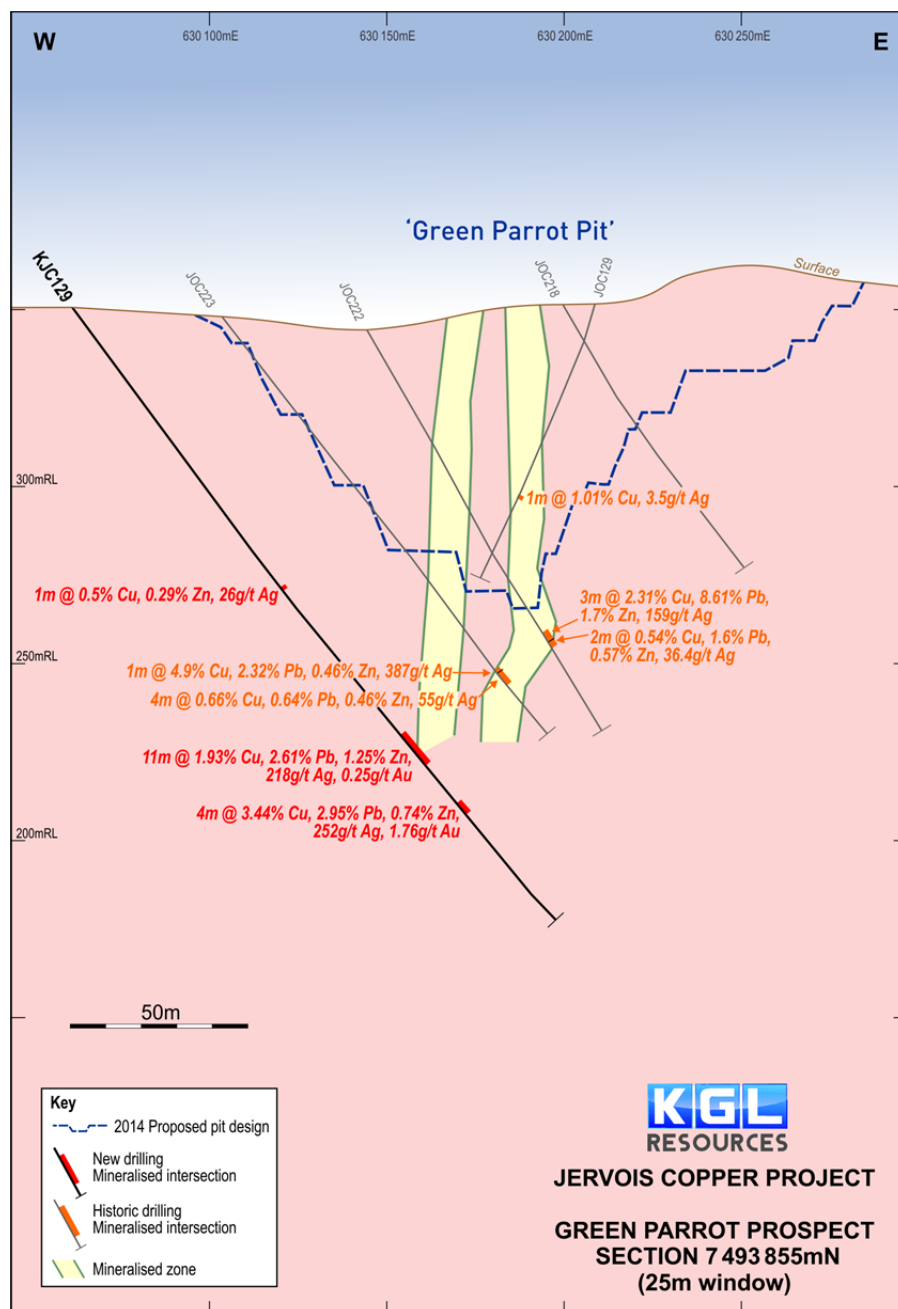 W
630 100mE
630 150mE
630 200mE
630 250mE
E
'Green Parrot Pit'
KJC129
JOC223
JOC222
JOC218
JOC129
Surface
300mRL
1m @ 1.01% Cu, 3.5g/t Ag
1m @ 0.5% Cu, 0.29% Zn, 26g/t Ag
3m @ 2.31% Cu, 8.61% Pb,
1.7% Zn, 159g/t Ag
2m @ 0.54% Cu, 1.6% Pb,
0.57% Zn, 36.4g/t Ag
250mRL
1m @ 4.9% Cu, 2.32% Pb, 0.46% Zn, 387g/t Ag
4m @ 0.66% Cu, 0.64% Pb, 0.46% Zn, 55g/t Ag
11m @ 1.93% Cu, 2.61% Pb, 1.25% Zn,
218g/t Ag, 0.25g/t Au
4m @ 3.44% Cu, 2.95% Pb, 0.74% Zn,
252g/t Ag, 1.76g/t Au
200mRL
50m
Key
2014 Proposed pit design
New drilling
Mineralised intersection
Historic drilling
Mineralised intersection
Mineralised zone
KGL
RESOURCES
JERVOIS COPPER PROJECT
GREEN PARROT PROSPECT
SECTION 7 493 855mN
(25m window)